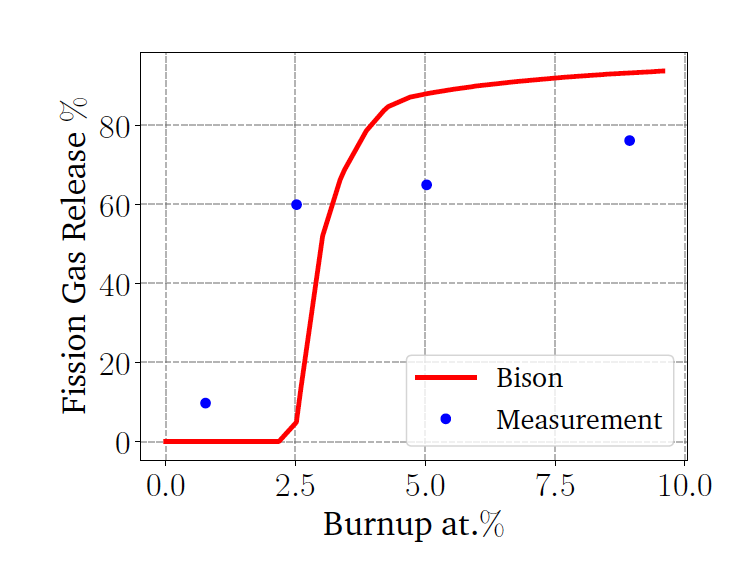 Fission Gas Release %
80
60
40
20
0
Bison
Measurement
0.0 2.5 5.0 7.5 10.0
Burnup at.%